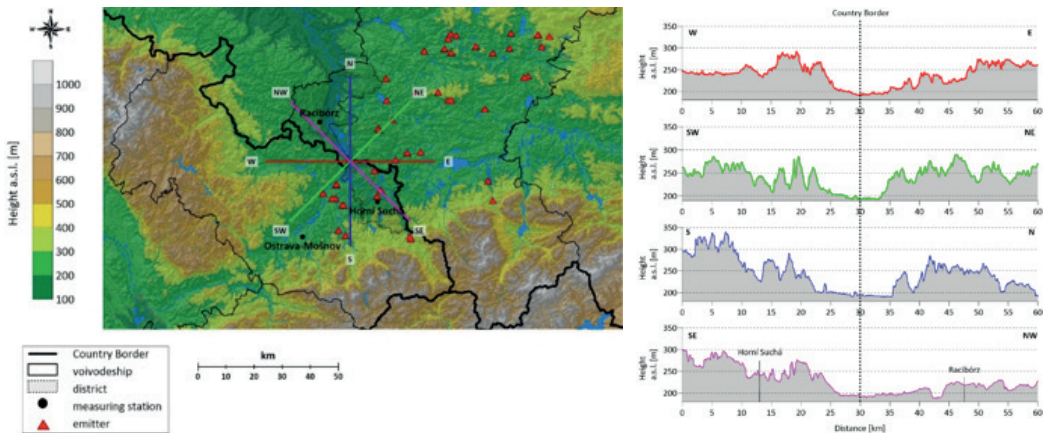 N
W
E
S
Height a.s.l. [m]
1000
900
800
700
600
500
400
300
200
100
N
NW
NE
Racibórz
W
E
Horní Suchá
SW
SE
Ostrava-Mošnov
S
Country Border
voivodeship
district
measuring station
emitter
km
0 10 20 30 40 50
Country Border
W
E
Height
a.s.l. [m]
300
250
200
0 5 10 15 20 25 30 35 40 45 50 55 60
SW
NE
Height
a.s.l. [m]
300
250
200
0 5 10 15 20 25 30 35 40 45 50 55 60
S
N
Height
a.s.l. [m]
350
300
250
200
0 5 10 15 20 25 30 35 40 45 50 55 60
SE
NW
Horní Suchá
Racibórz
Height
a.s.l. [m]
300
250
200
0 5 10 15 20 25 30 35 40 45 50 55 60
Distance [km]